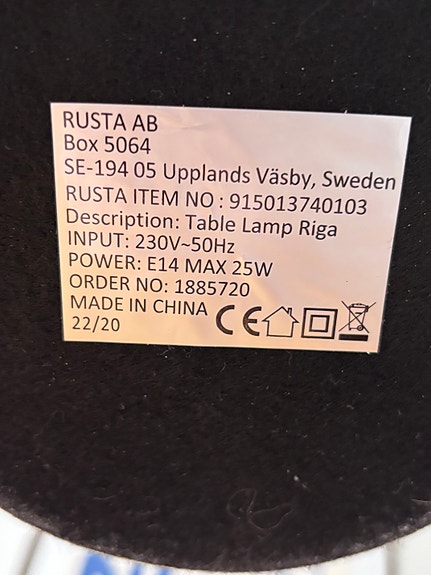 RUSTA AB
Box 5064
SE-194 05 Upplands Väsby, Sweden
RUSTA ITEM NO : 915013740103
Description: Table Lamp Riga
INPUT: 230V~50Hz
POWER: E14 MAX 25W
ORDER NO: 1885720
MADE IN CHINA
22/20
CE